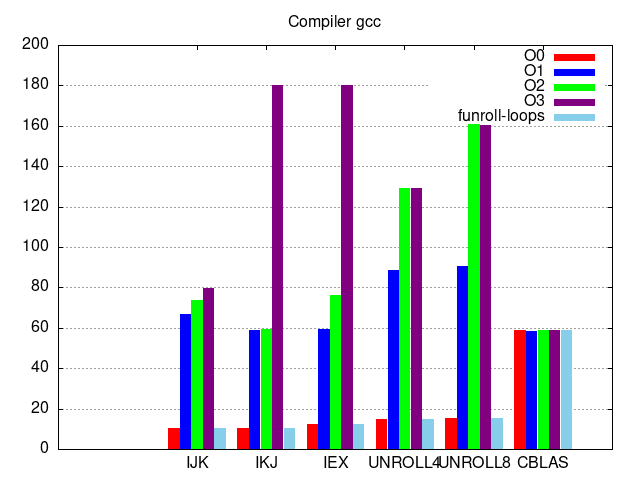 Compiler gcc
200
180
160
140
120
100
80
60
40
20
0
O0
O1
O2
O3
funroll-loops
IJK IKJ IEX UNROLL4 UNROLL8 CBLAS